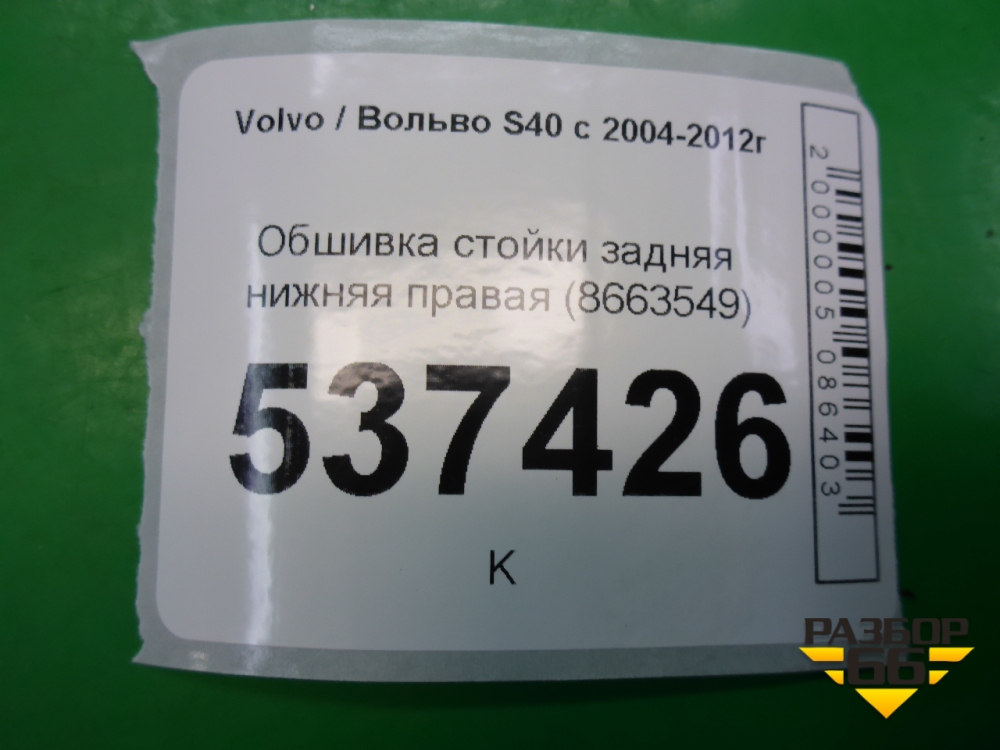 Volvo / Вольво S40 с 2004-2012г
Обшивка стойки задняя
нижняя правая (8663549)
537426
К
2000005086403
РАЗБОР
66